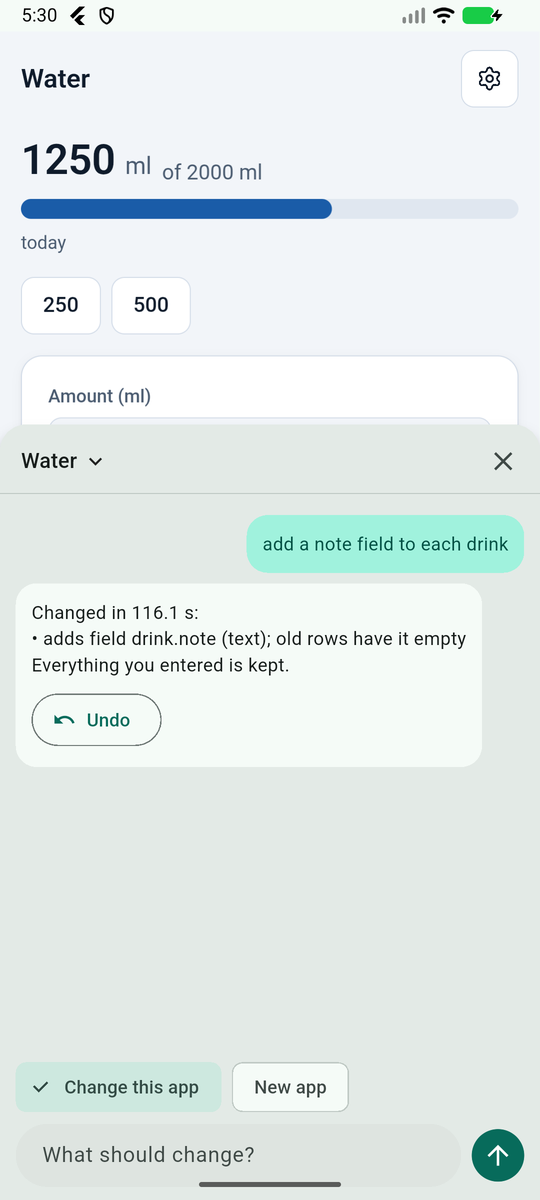 5:30
Water
1250 ml of 2000 ml
today
250
500
Amount (ml)
Water
add a note field to each drink
Changed in 116.1 s:
• adds field drink.note (text); old rows have it empty
Everything you entered is kept.
Undo
Change this app
New app
What should change?